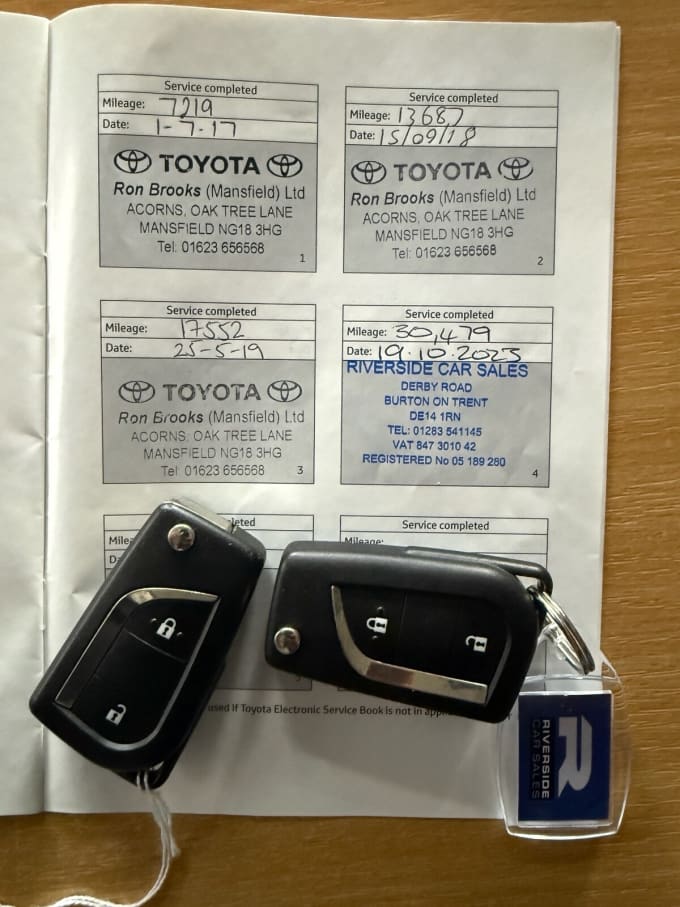 Service completed
Mileage: 7219
Date: 1-7-17
TOYOTA
Ron Brooks (Mansfield) Ltd
ACORNS, OAK TREE LANE
MANSFIELD NG18 3HG
Tel: 01623 656568
1
Service completed
Mileage: 13687
Date: 15/09/18
TOYOTA
Ron Brooks (Mansfield) Ltd
ACORNS, OAK TREE LANE
MANSFIELD NG18 3HG
Tel: 01623 656568
2
Service completed
Mileage: 17552
Date: 25-5-19
TOYOTA
Ron Brooks (Mansfield) Ltd
ACORNS, OAK TREE LANE
MANSFIELD NG18 3HG
Tel: 01623 656568
3
Service completed
Mileage: 30,479
Date: 19.10.2023
RIVERSIDE CAR SALES
DERBY ROAD
BURTON ON TRENT
DE14 1RN
TEL: 01283 541145
VAT 847 3010 42
REGISTERED No 05 189 280
4
Service completed
Mileage:
used if Toyota Electronic Service Book is not in
R
RIVERSIDE
CAR SALES